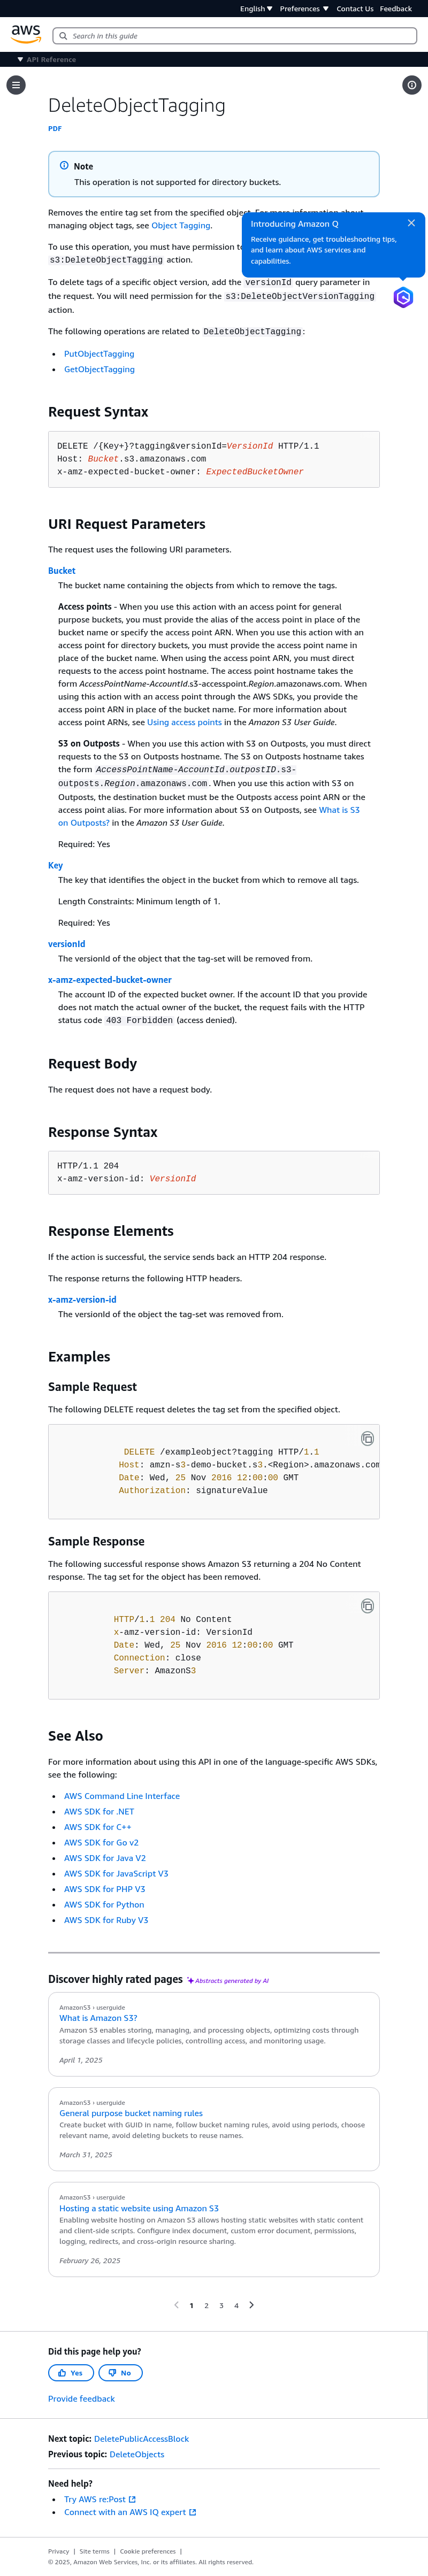 English
Preferences
Contact Us
Feedback
aws
Search in this guide
API Reference
DeleteObjectTagging
PDF
Note
This operation is not supported for directory buckets.
Removes the entire tag set from the specified object. For more information about
managing object tags, see Object Tagging.
Introducing Amazon Q
Receive guidance, get troubleshooting tips,
and learn about AWS services and
capabilities.
To use this operation, you must have permission to
s3:DeleteObjectTagging action.
To delete tags of a specific object version, add the versionId query parameter in
the request. You will need permission for the s3:DeleteObjectVersionTagging
action.
The following operations are related to DeleteObjectTagging:
• PutObjectTagging
• GetObjectTagging
Request Syntax
DELETE /{Key+}?tagging&versionId=VersionId HTTP/1.1
Host: Bucket.s3.amazonaws.com
x-amz-expected-bucket-owner: ExpectedBucketOwner
URI Request Parameters
The request uses the following URI parameters.
Bucket
The bucket name containing the objects from which to remove the tags.
Access points - When you use this action with an access point for general
purpose buckets, you must provide the alias of the access point in place of the
bucket name or specify the access point ARN. When you use this action with an
access point for directory buckets, you must provide the access point name in
place of the bucket name. When using the access point ARN, you must direct
requests to the access point hostname. The access point hostname takes the
form AccessPointName-AccountId.s3-accesspoint.Region.amazonaws.com. When
using this action with an access point through the AWS SDKs, you provide the
access point ARN in place of the bucket name. For more information about
access point ARNs, see Using access points in the Amazon S3 User Guide.
S3 on Outposts - When you use this action with S3 on Outposts, you must direct
requests to the S3 on Outposts hostname. The S3 on Outposts hostname takes
the form AccessPointName-AccountId.outpostID.s3-
outposts.Region.amazonaws.com. When you use this action with S3 on
Outposts, the destination bucket must be the Outposts access point ARN or the
access point alias. For more information about S3 on Outposts, see What is S3
on Outposts? in the Amazon S3 User Guide.
Required: Yes
Key
The key that identifies the object in the bucket from which to remove all tags.
Length Constraints: Minimum length of 1.
Required: Yes
versionId
The versionId of the object that the tag-set will be removed from.
x-amz-expected-bucket-owner
The account ID of the expected bucket owner. If the account ID that you provide
does not match the actual owner of the bucket, the request fails with the HTTP
status code 403 Forbidden (access denied).
Request Body
The request does not have a request body.
Response Syntax
HTTP/1.1 204
x-amz-version-id: VersionId
Response Elements
If the action is successful, the service sends back an HTTP 204 response.
The response returns the following HTTP headers.
x-amz-version-id
The versionId of the object the tag-set was removed from.
Examples
Sample Request
The following DELETE request deletes the tag set from the specified object.
DELETE /exampleobject?tagging HTTP/1.1
Host: amzn-s3-demo-bucket.s3.<Region>.amazonaws.com
Date: Wed, 25 Nov 2016 12:00:00 GMT
Authorization: signatureValue
Sample Response
The following successful response shows Amazon S3 returning a 204 No Content
response. The tag set for the object has been removed.
HTTP/1.1 204 No Content
x-amz-version-id: VersionId
Date: Wed, 25 Nov 2016 12:00:00 GMT
Connection: close
Server: AmazonS3
See Also
For more information about using this API in one of the language-specific AWS SDKs,
see the following:
• AWS Command Line Interface
• AWS SDK for .NET
• AWS SDK for C++
• AWS SDK for Go v2
• AWS SDK for Java V2
• AWS SDK for JavaScript V3
• AWS SDK for PHP V3
• AWS SDK for Python
• AWS SDK for Ruby V3
Discover highly rated pages Abstracts generated by AI
AmazonS3 › userguide
What is Amazon S3?
Amazon S3 enables storing, managing, and processing objects, optimizing costs through
storage classes and lifecycle policies, controlling access, and monitoring usage.
April 1, 2025
AmazonS3 › userguide
General purpose bucket naming rules
Create bucket with GUID in name, follow bucket naming rules, avoid using periods, choose
relevant name, avoid deleting buckets to reuse names.
March 31, 2025
AmazonS3 › userguide
Hosting a static website using Amazon S3
Enabling website hosting on Amazon S3 allows hosting static websites with static content
and client-side scripts. Configure index document, custom error document, permissions,
logging, redirects, and cross-origin resource sharing.
February 26, 2025
1 2 3 4
Did this page help you?
Yes
No
Provide feedback
Next topic: DeletePublicAccessBlock
Previous topic: DeleteObjects
Need help?
• Try AWS re:Post
• Connect with an AWS IQ expert
Privacy | Site terms | Cookie preferences |
© 2025, Amazon Web Services, Inc. or its affiliates. All rights reserved.